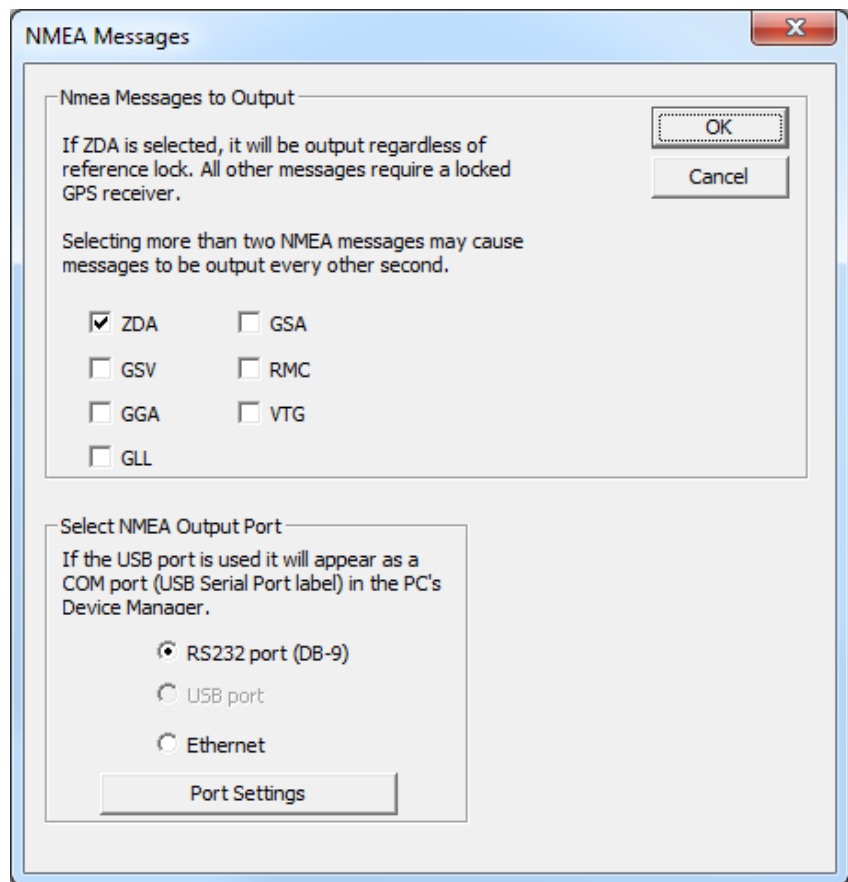 NMEA Messages
Nmea Messages to Output
If ZDA is selected, it will be output regardless of
reference lock. All other messages require a locked
GPS receiver.
OK
Cancel
Selecting more than two NMEA messages may cause
messages to be output every other second.
ZDA GSA
GSV RMC
GGA VTG
GLL
Select NMEA Output Port
If the USB port is used it will appear as a
COM port (USB Serial Port label) in the PC's
Device Manager.
RS232 port (DB-9)
USB port
Ethernet
Port Settings